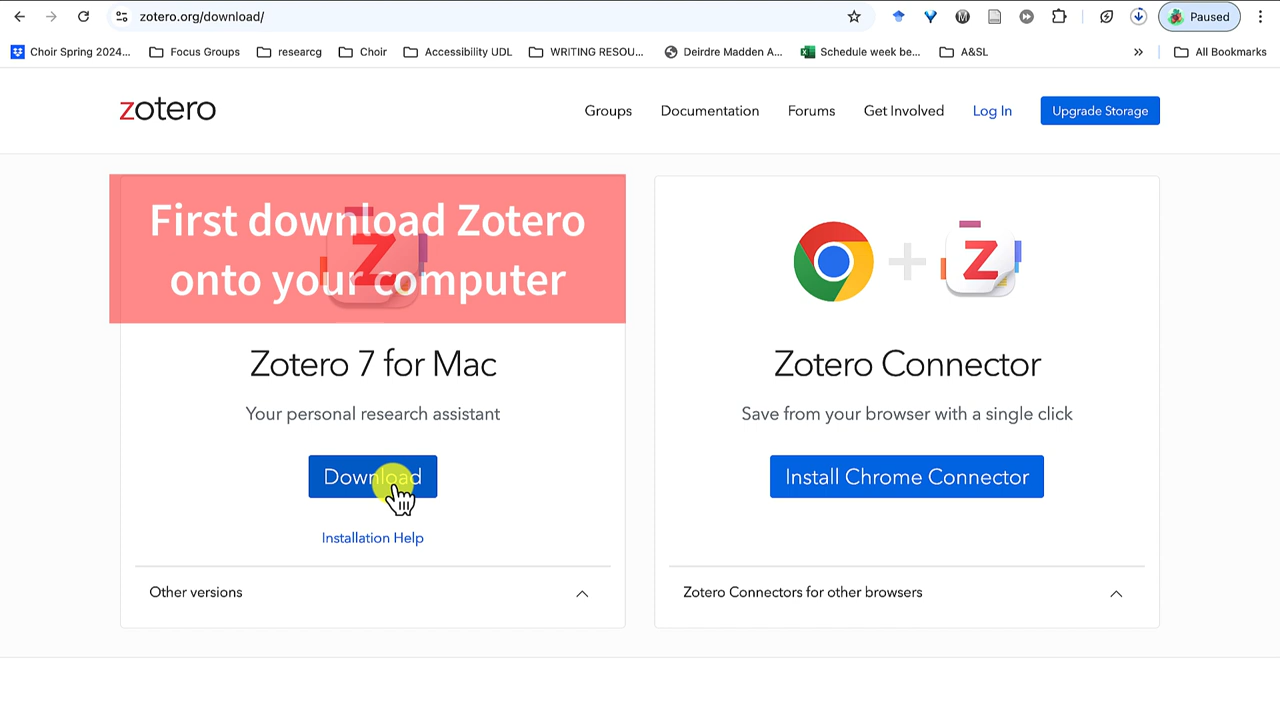 zotero.org/download/
Paused
Choir Spring 2024...
Focus Groups
researcg
Choir
Accessibility UDL
WRITING RESOU...
Deirdre Madden A...
Schedule week be...
A&SL
»
All Bookmarks
zotero
Groups
Documentation
Forums
Get Involved
Log In
Upgrade Storage
First download Zotero
onto your computer
Z
Zotero 7 for Mac
Your personal research assistant
Download
Installation Help
Other versions
Z
Zotero Connector
Save from your browser with a single click
Install Chrome Connector
Zotero Connectors for other browsers